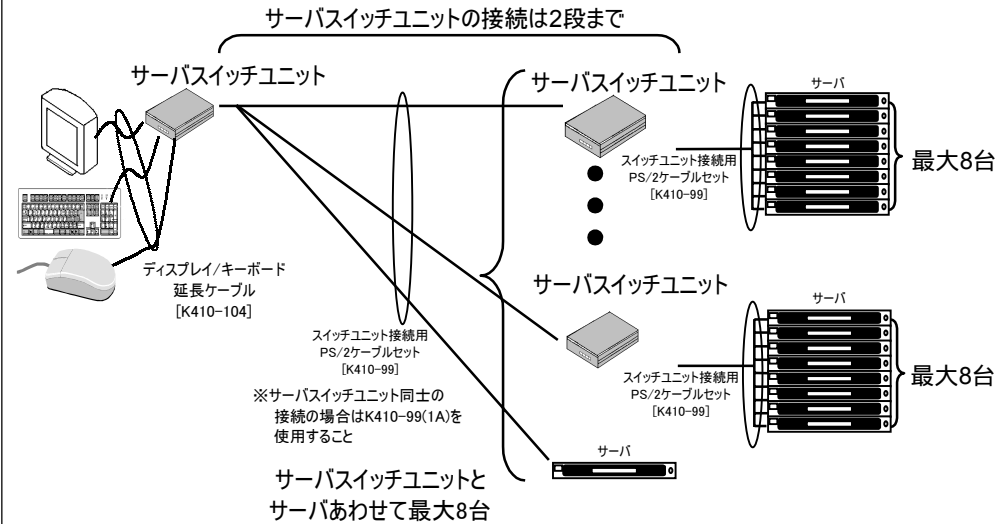 サーバスイッチユニットの接続は2段まで
サーバスイッチユニット
ディスプレイ/キーボード
延長ケーブル
[K410-104]
スイッチユニット接続用
PS/2ケーブルセット
[K410-99]
※サーバスイッチユニット同士の
接続の場合はK410-99(1A)を
使用すること
サーバスイッチユニットと
サーバあわせて最大8台
サーバスイッチユニット
スイッチユニット接続用
PS/2ケーブルセット
[K410-99]
サーバ
最大8台
サーバスイッチユニット
スイッチユニット接続用
PS/2ケーブルセット
[K410-99]
サーバ
最大8台
サーバ